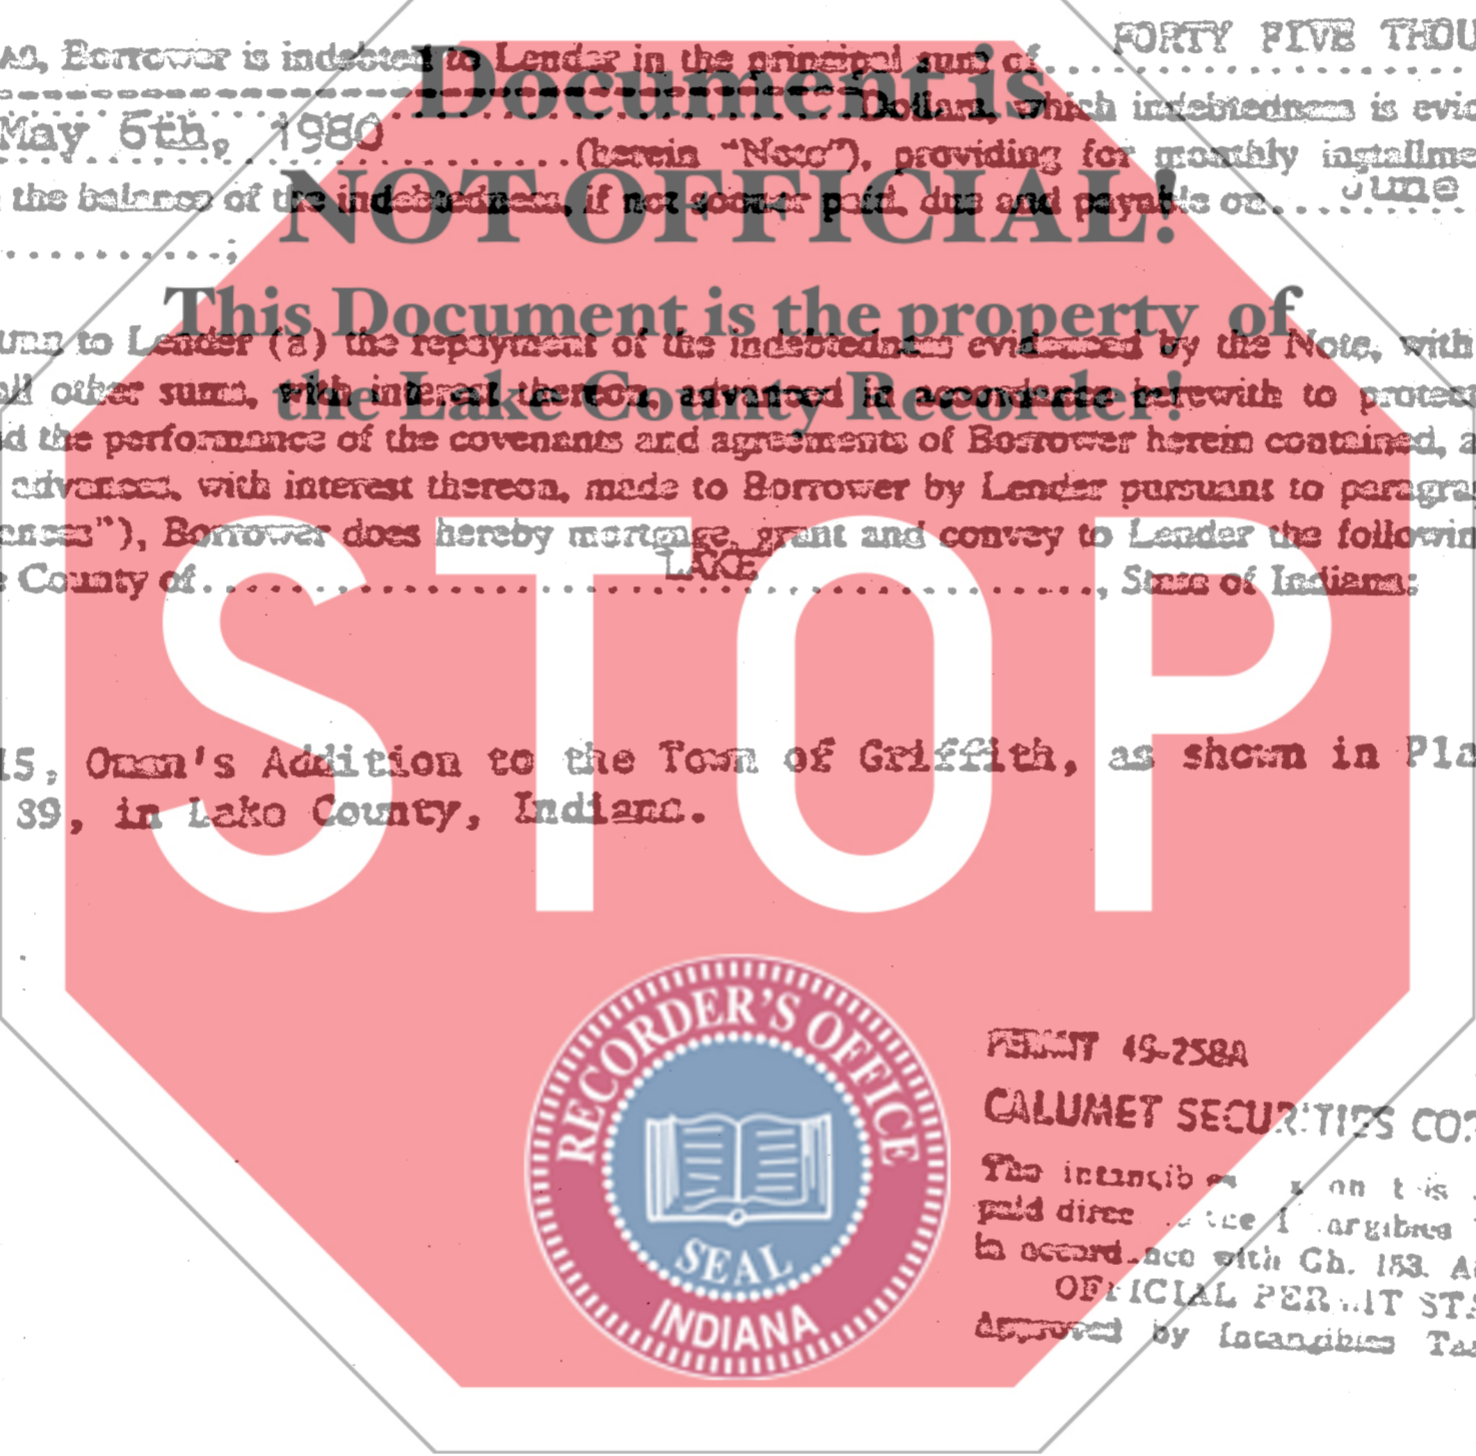 Borrower is indebted to Lender in the principal sum of FORTY FIVE THOU
Document is
Dollars, which indebtedness is evi
May 6th, 1980 (herein "Note"), providing for monthly installme
the balance of the indebtedness, if not sooner paid, due and payable on June
NOT OFFICIAL!
;
This Document is the property of
to Lender (a) the repayment of the indebtedness evidenced by the Note, with
all other sums, with interest thereon, advanced in accordance herewith to protec
the Lake County Recorder!
the performance of the covenants and agreements of Borrower herein contained,
advances, with interest thereon, made to Borrower by Lender pursuant to paragra
ances"), Borrower does hereby mortgage, grant and convey to Lender the followin
County of LAKE, State of Indiana:
STOP
15, Oman's Addition to the Town of Griffith, as shown in Pla
39, in Lake County, Indiana.
RECORDER'S OFFICE
SEAL
INDIANA
PERMIT 45-258A
CALUMET SECURITIES CO
The
paid direc
with Ch. 153.
OFFICIAL PERMIT ST
Approved by Intangibles Ta